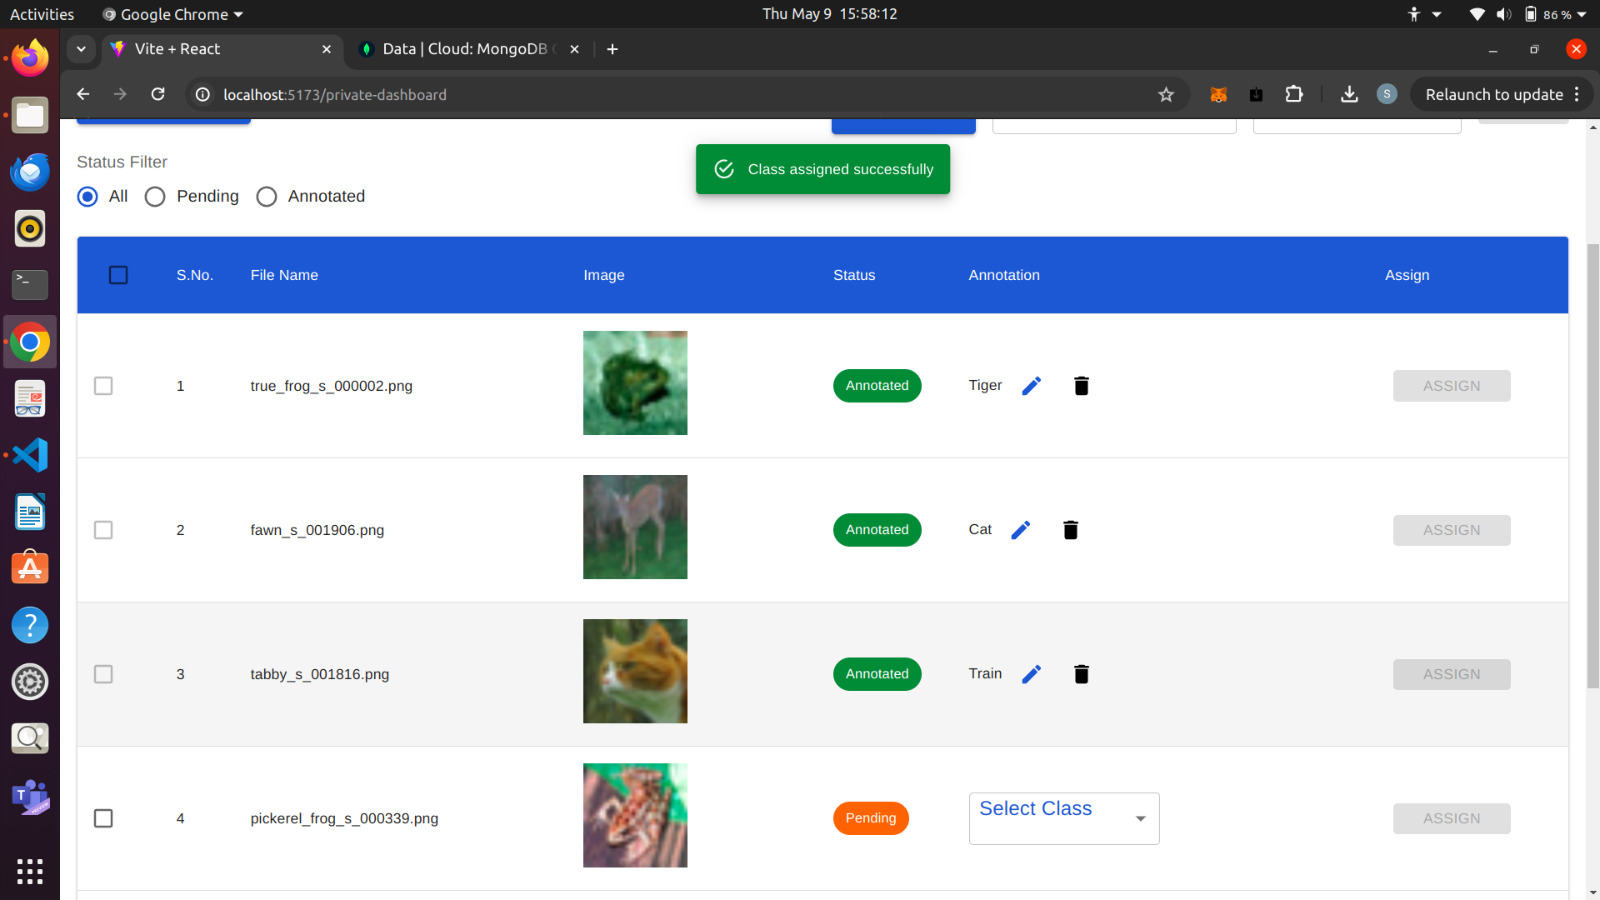 Activities Google Chrome Thu May 9 15:58:12 86 %
Vite + React Data | Cloud: MongoDB
localhost:5173/private-dashboard S Relaunch to update
Status Filter
Class assigned successfully
All Pending Annotated
S.No. File Name Image Status Annotation Assign
1 true_frog_s_000002.png Annotated Tiger ASSIGN
2 fawn_s_001906.png Annotated Cat ASSIGN
3 tabby_s_001816.png Annotated Train ASSIGN
4 pickerel_frog_s_000339.png Pending Select Class ASSIGN